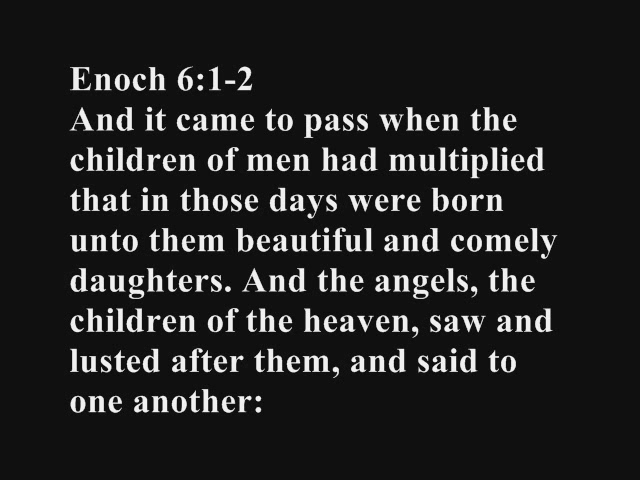 Enoch 6:1-2
And it came to pass when the
children of men had multiplied
that in those days were born
unto them beautiful and comely
daughters. And the angels, the
children of the heaven, saw and
lusted after them, and said to
one another: